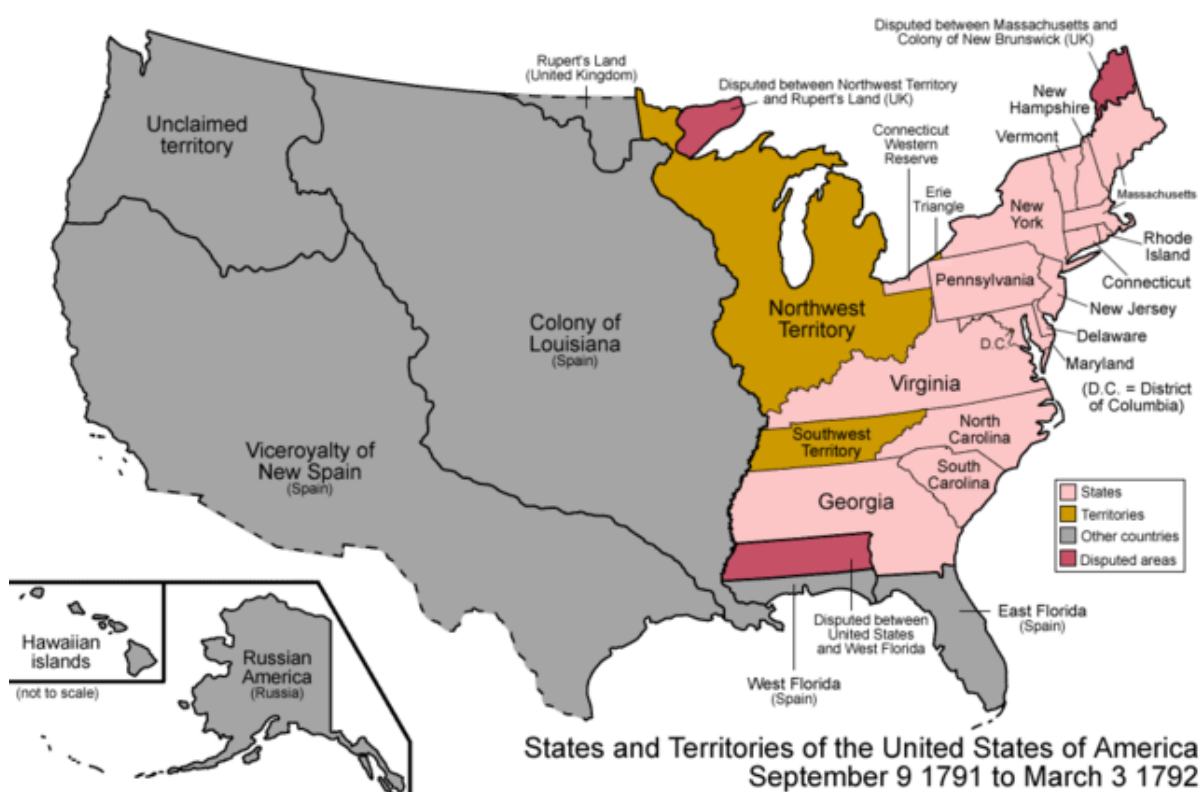 Disputed between Massachusetts and
Colony of New Brunswick (UK)
Rupert's Land
(United Kingdom)
Disputed between Northwest Territory
and Rupert's Land (UK)
New
Hampshire
Vermont
Connecticut
Western
Reserve
Erie
Triangle
Unclaimed
territory
Massachusetts
New
York
Rhode
Island
Connecticut
Pennsylvania
New Jersey
Northwest
Territory
Colony of
Louisiana
(Spain)
Delaware
D.C.
Maryland
Virginia
(D.C. = District
of Columbia)
North
Carolina
Southwest
Territory
Viceroyalty of
New Spain
(Spain)
South
Carolina
Georgia
States
Territories
Other countries
Disputed areas
East Florida
(Spain)
Disputed between
United States
and West Florida
West Florida
(Spain)
Hawaiian
islands
(not to scale)
Russian
America
(Russia)
States and Territories of the United States of America
September 9 1791 to March 3 1792